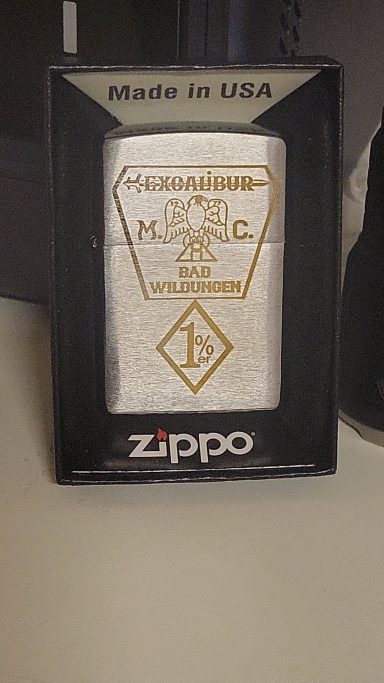 Made in USA
EXCALIBUR
M. C.
BAD
WILDUNGEN
1%er
zippo